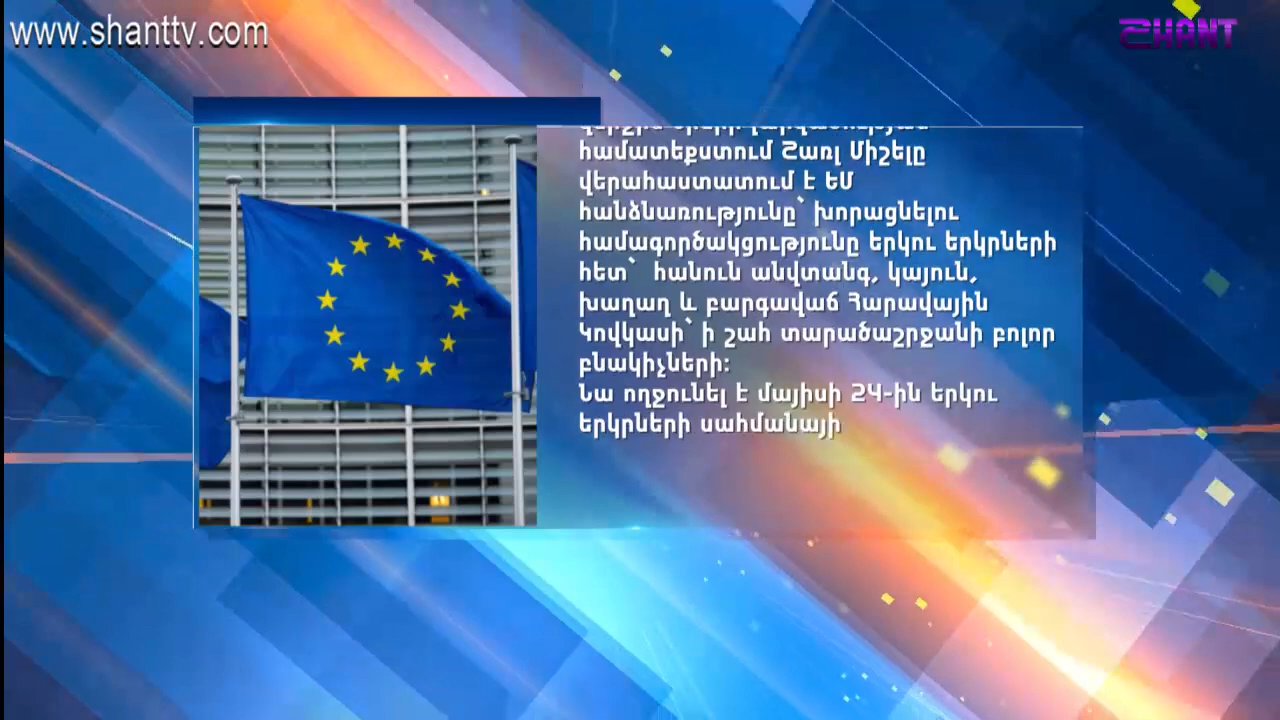 www.shanttv.com
SHANT
համատեքստում Շառլ Միշելը
վերահաստատում է ԵՄ
հանձնառությունը՝ խորացնելու
համագործակցությունը երկու երկրների
հետ՝ հանուն անվտանգ, կայուն,
խաղաղ և բարգավաճ Հարավային
Կովկասի՝ ի շահ տարածաշրջանի բոլոր
բնակիչների:
Նա ողջունել է մայիսի 24-ին երկու
երկրների սահմանայի